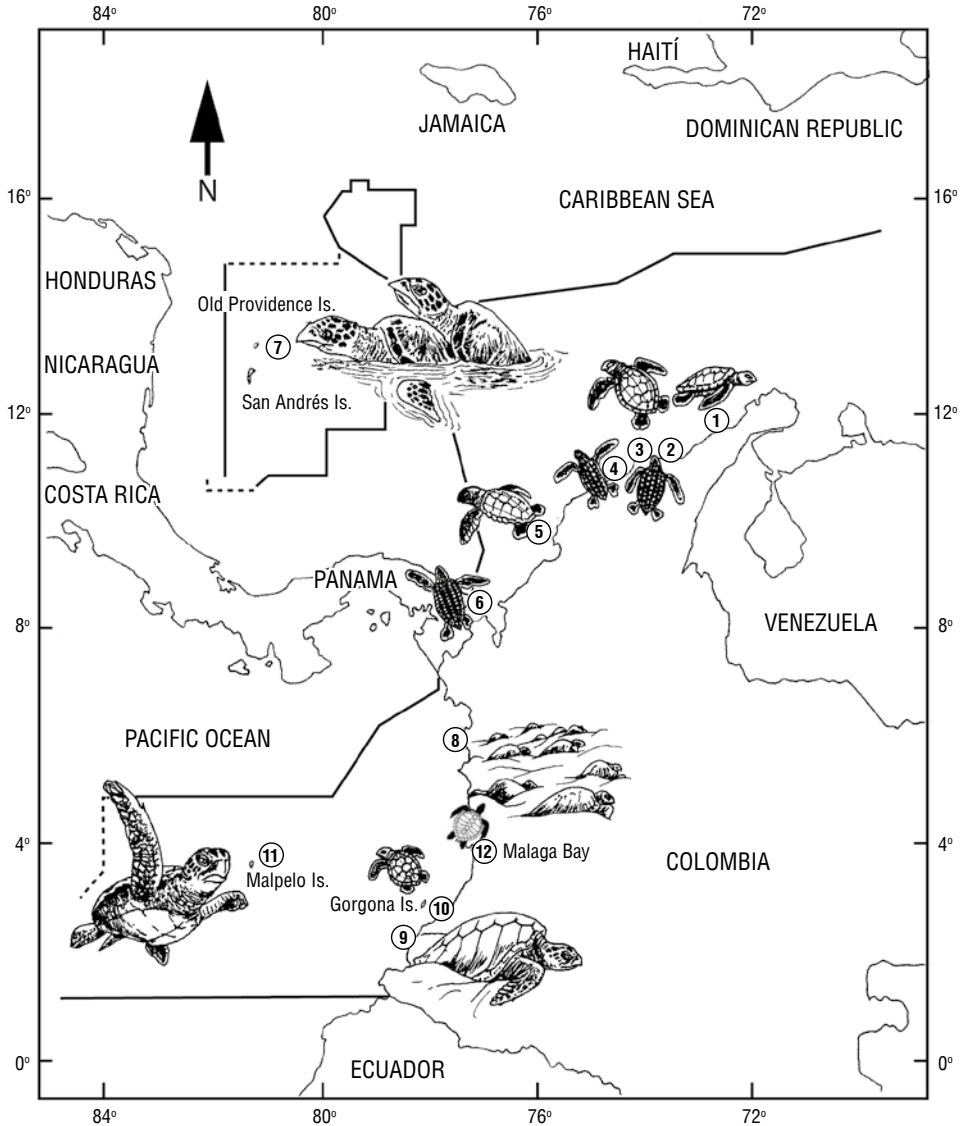 84º 80º 76º 72º
HAITÍ
JAMAICA
DOMINICAN REPUBLIC
N
16º 16º
CARIBBEAN SEA
HONDURAS
Old Providence Is.
7
NICARAGUA
San Andrés Is.
12º 12º
1
3 2
4
COSTA RICA
5
PANAMA
6
8º 8º
VENEZUELA
PACIFIC OCEAN
8
4º 4º
11
Malpelo Is.
12 Malaga Bay
COLOMBIA
Gorgona Is. 10
9
0º 0º
ECUADOR
84º 80º 76º 72º